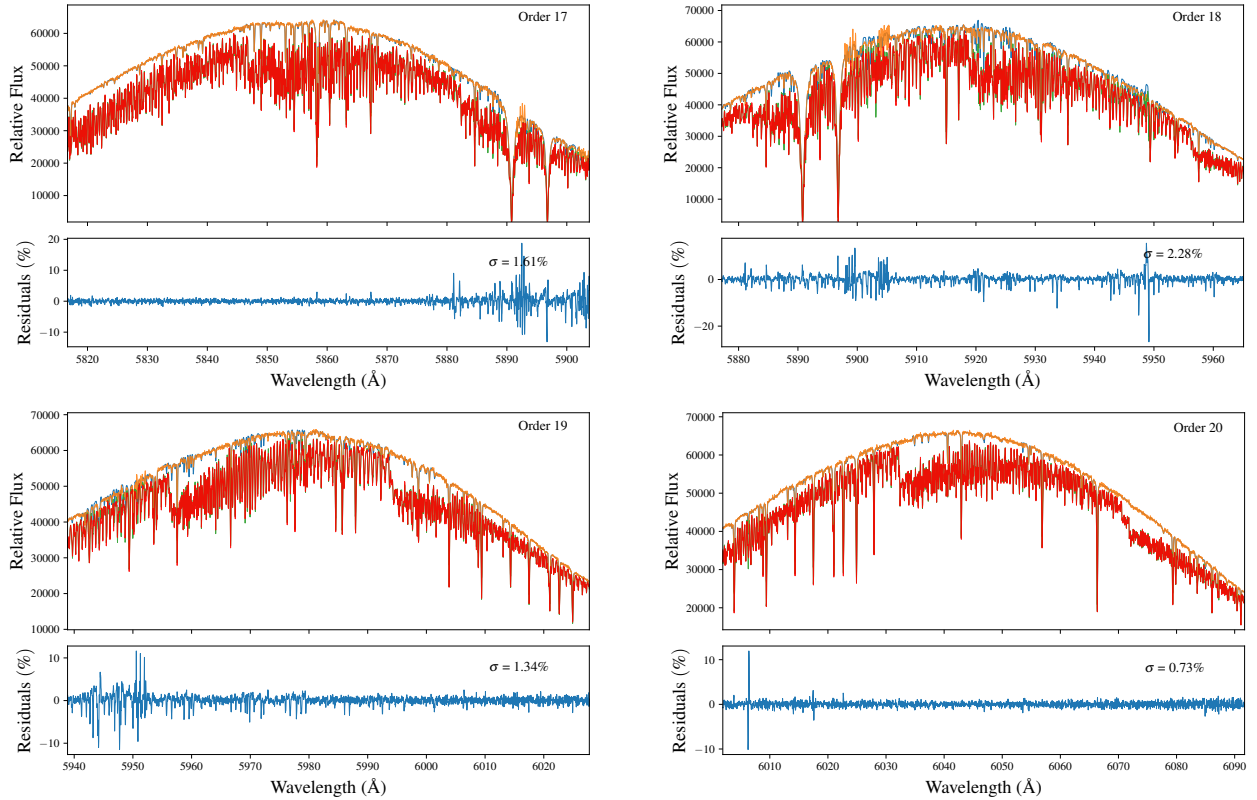 Order 17
Relative Flux
60000
50000
40000
30000
20000
10000
Residuals (%)
20
10
0
−10
σ = 1.61%
5820 5830 5840 5850 5860 5870 5880 5890 5900
Wavelength (Å)
Order 18
Relative Flux
70000
60000
50000
40000
30000
20000
10000
Residuals (%)
0
−20
σ = 2.28%
5880 5890 5900 5910 5920 5930 5940 5950 5960
Wavelength (Å)
Order 19
Relative Flux
70000
60000
50000
40000
30000
20000
10000
Residuals (%)
10
0
−10
σ = 1.34%
5940 5950 5960 5970 5980 5990 6000 6010 6020
Wavelength (Å)
Order 20
Relative Flux
70000
60000
50000
40000
30000
20000
Residuals (%)
10
0
−10
σ = 0.73%
6010 6020 6030 6040 6050 6060 6070 6080 6090
Wavelength (Å)